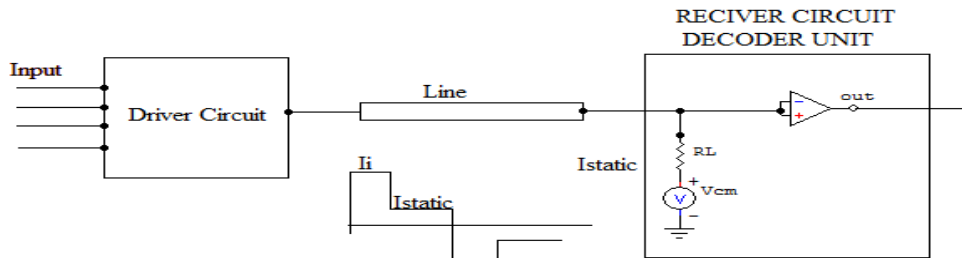 RECIVER CIRCUIT
DECODER UNIT
Input
Driver Circuit
Line
out
RL
Istatic
Vcm
V
Ii
Istatic